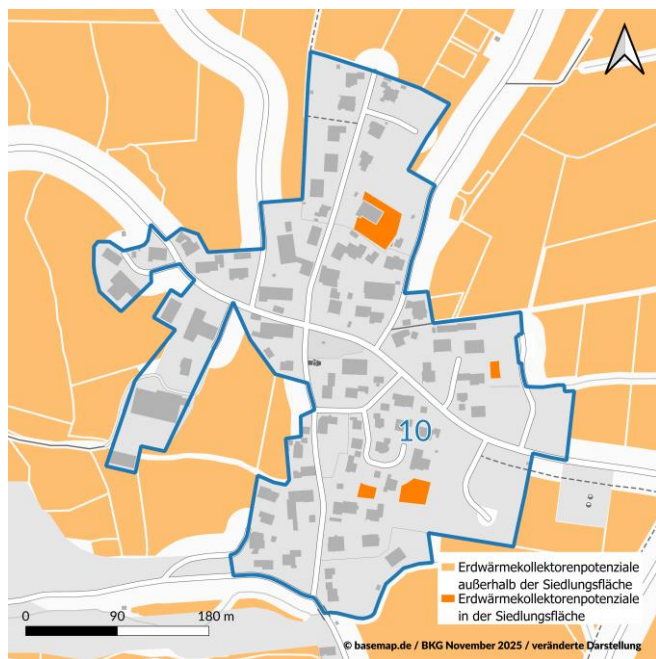 10
Erdwärmekollektorenpotenziale
außerhalb der Siedlungsfläche
Erdwärmekollektorenpotenziale
in der Siedlungsfläche
0 90 180 m
© basemap.de / BKG November 2025 / veränderte Darstellung